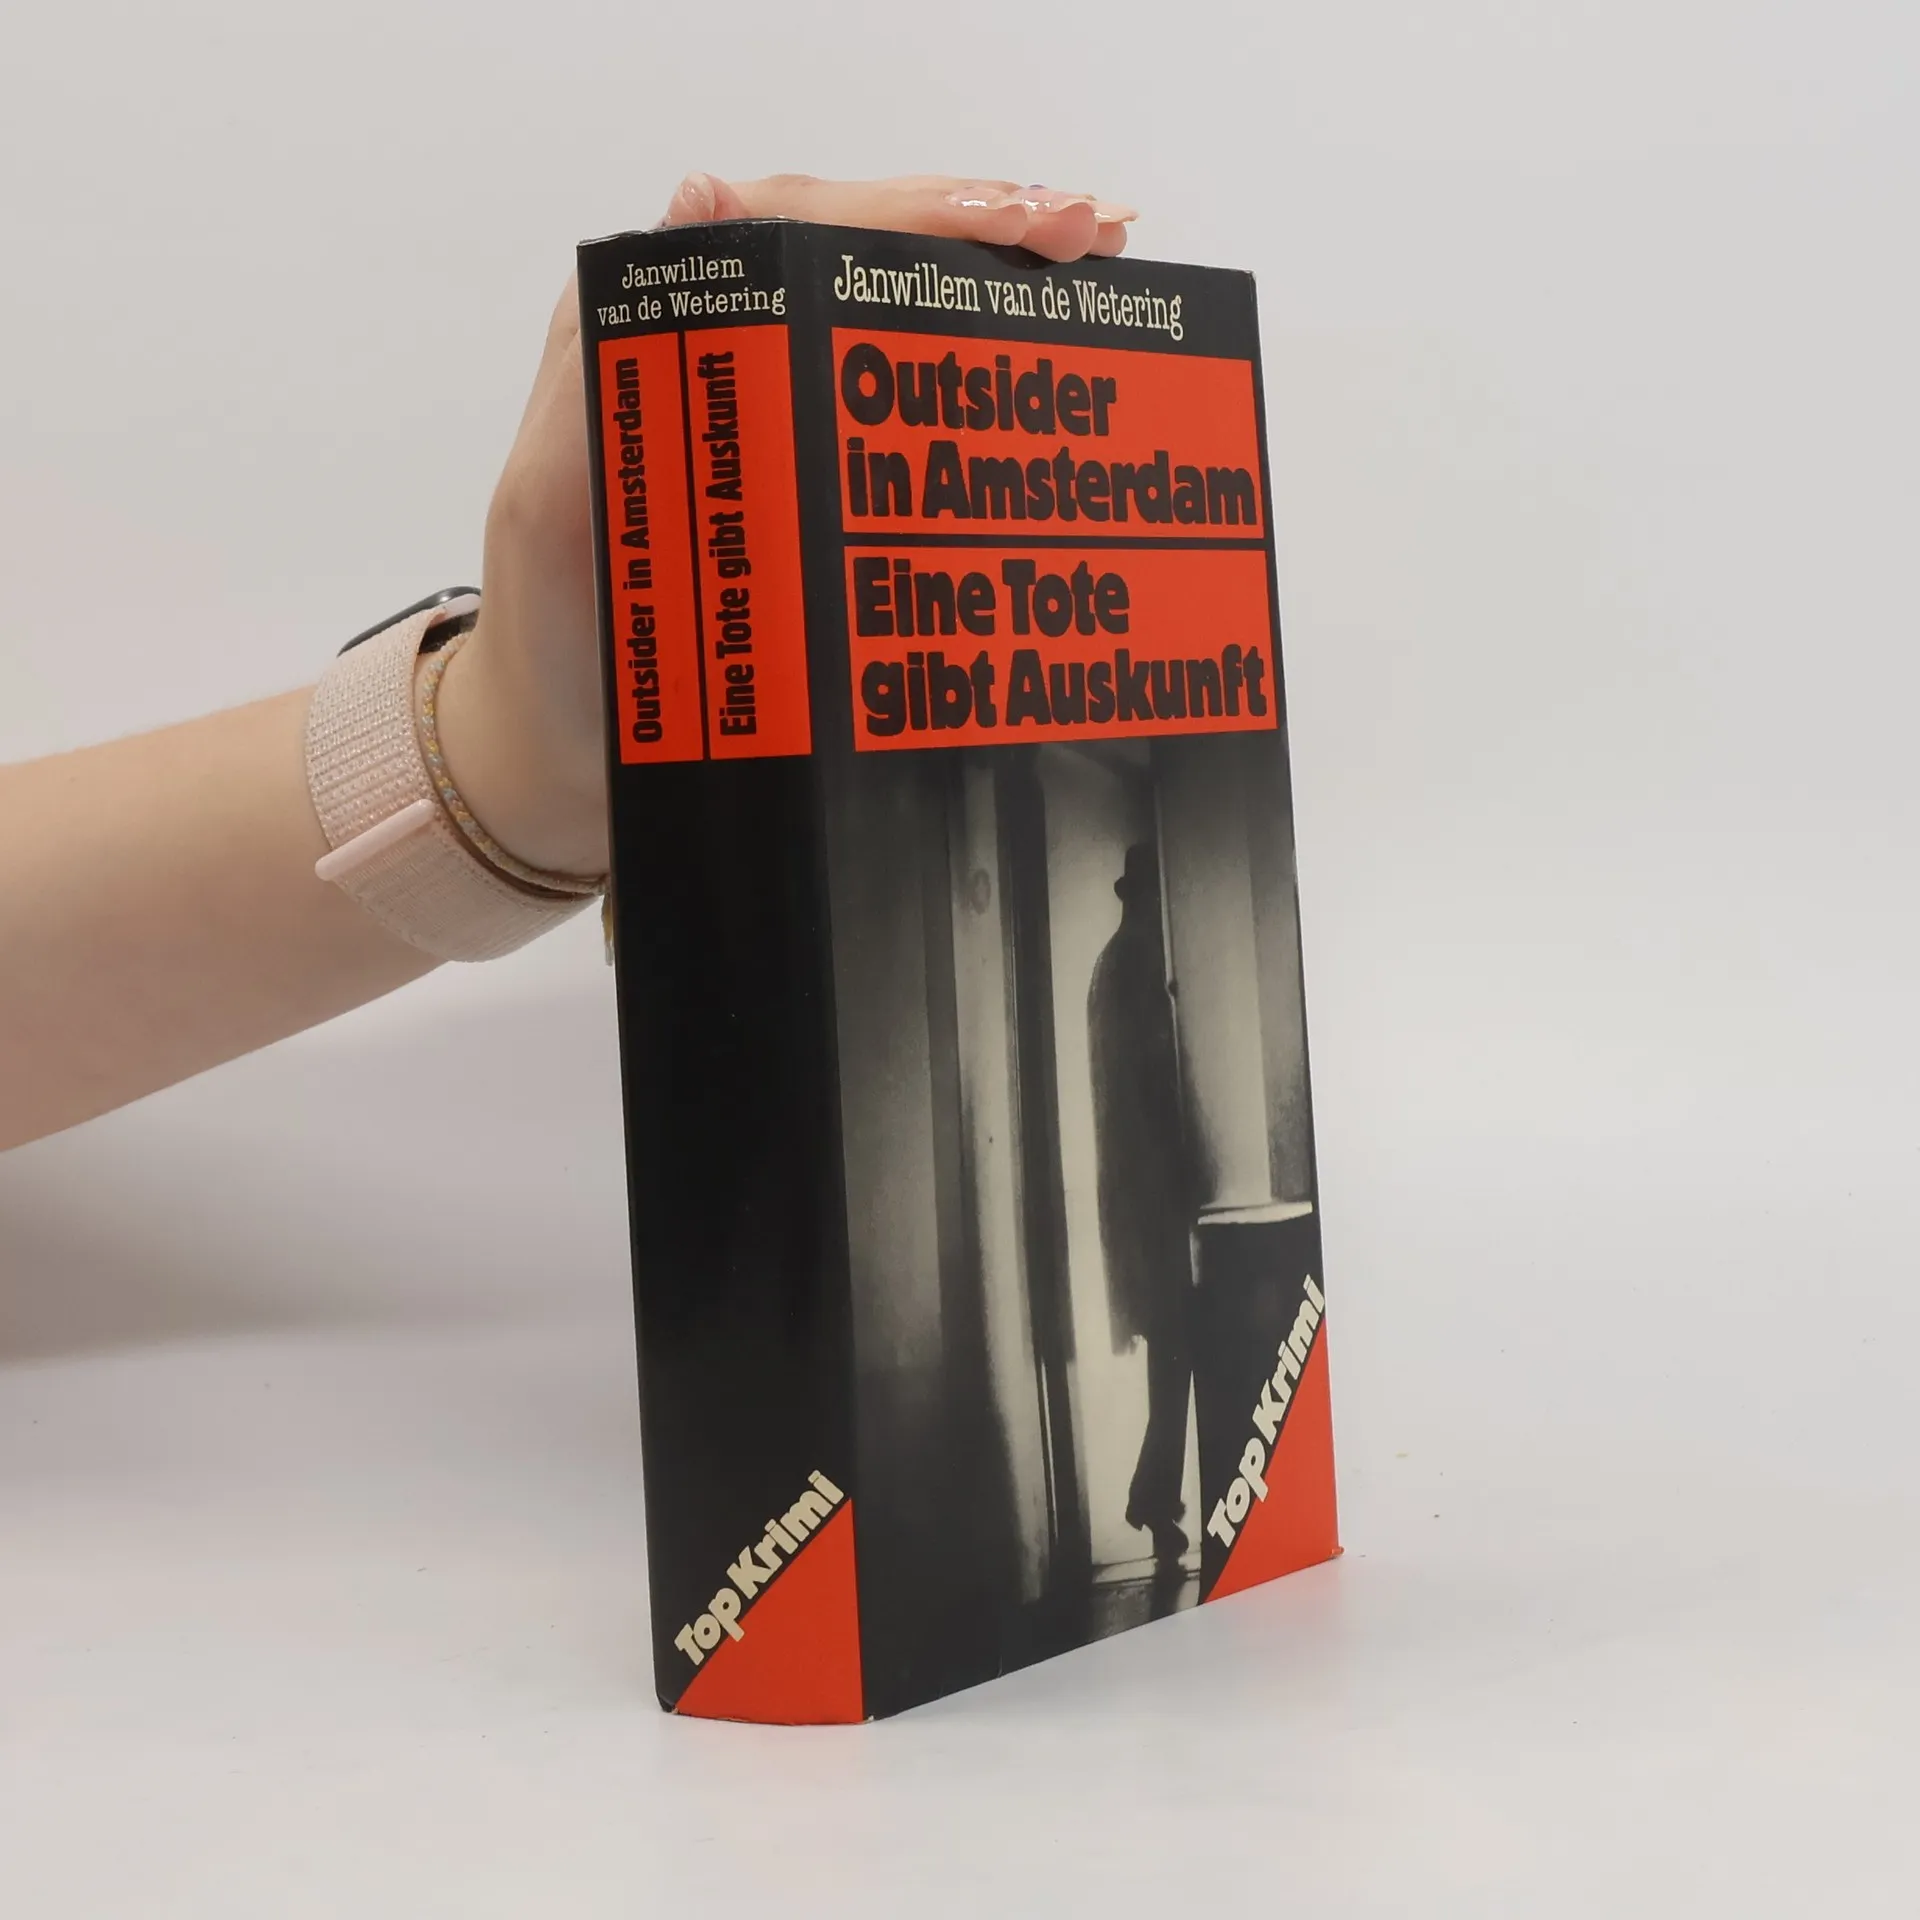 Janwillem
van de Wetering
Outsider in Amsterdam
Eine Tote gibt Auskunft
Top Krimi
Janwillem van de Wetering
Outsider
in Amsterdam
Eine Tote
gibt Auskunft
Top Krimi